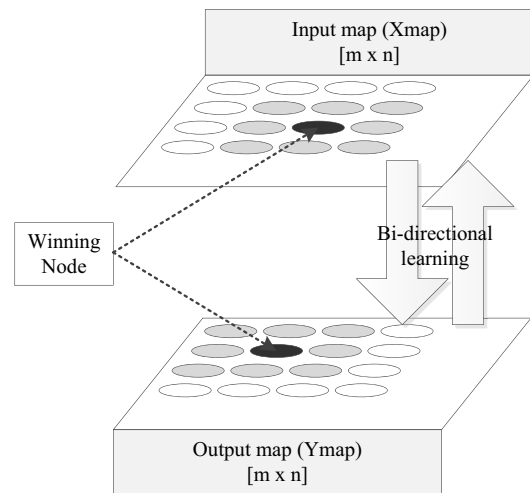 Input map (Xmap)
[m x n]
Winning
Node
Bi-directional
learning
Output map (Ymap)
[m x n]